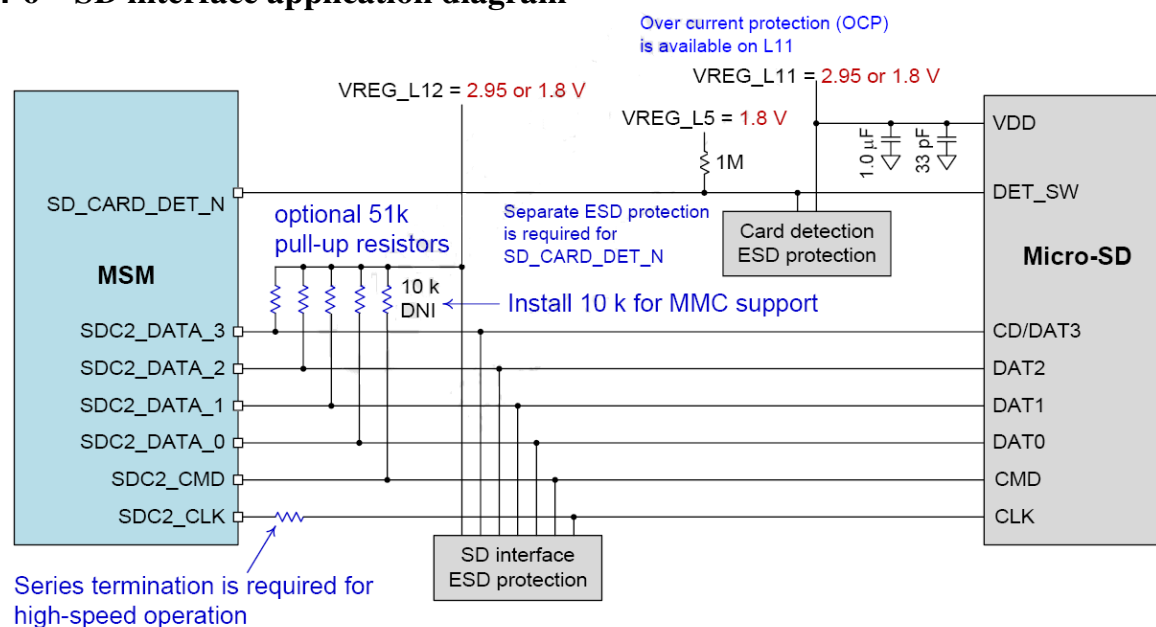 SD interface application diagram
Over current protection (OCP)
is available on L11
VREG_L12 = 2.95 or 1.8 V
VREG_L11 = 2.95 or 1.8 V
VREG_L5 = 1.8 V
1M
1.0 µF
33 pF
VDD
SD_CARD_DET_N
DET_SW
optional 51k
pull-up resistors
Separate ESD protection
is required for
SD_CARD_DET_N
Card detection
ESD protection
MSM
Micro-SD
10 k
DNI
Install 10 k for MMC support
SDC2_DATA_3
CD/DAT3
SDC2_DATA_2
DAT2
SDC2_DATA_1
DAT1
SDC2_DATA_0
DAT0
SDC2_CMD
CMD
SDC2_CLK
CLK
SD interface
ESD protection
Series termination is required for
high-speed operation